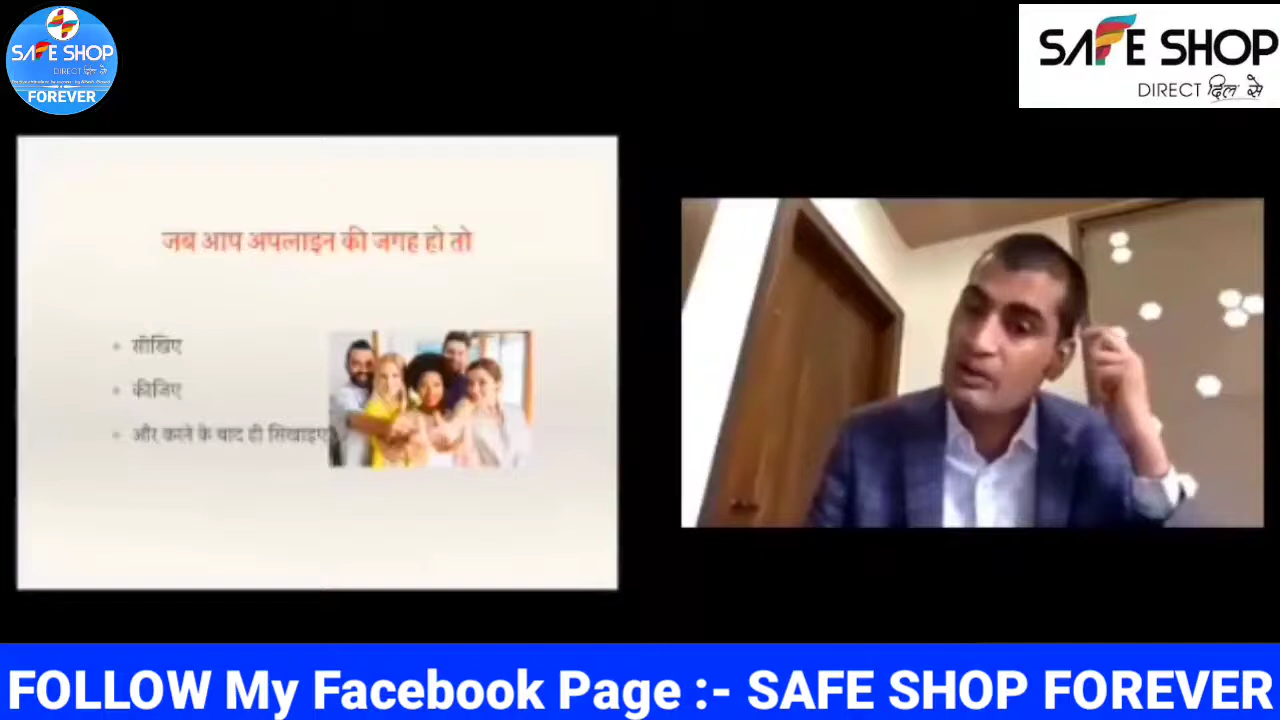 SAFE SHOP
DIRECT दिल से
FOREVER
SAFE SHOP
DIRECT दिल से
जब आप अपलाइन की जगह हो तो
सीखिए
कीजिए
और करने के बाद ही सिखाइए
FOLLOW My Facebook Page :- SAFE SHOP FOREVER